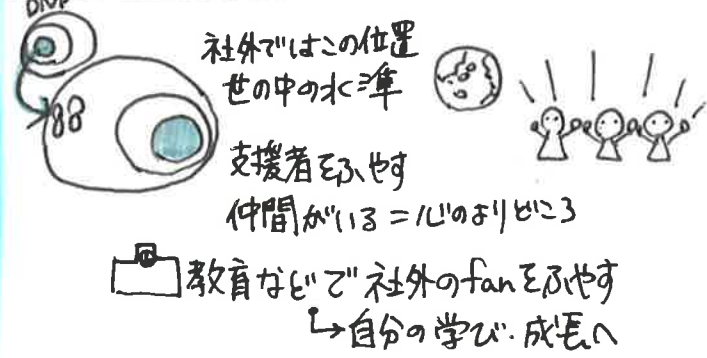 社外ではこの位置
世の中の水準
支援者をふやす
仲間がいる=心のよりどころ
教育などで社外のfanをふやす
↳自分の学び・成長へ